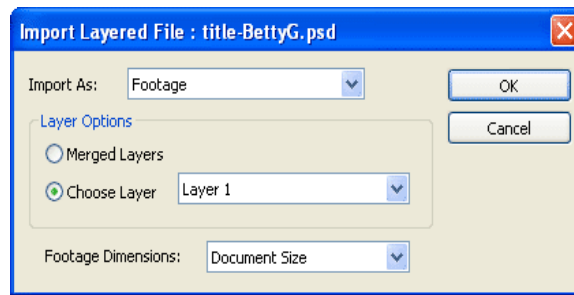 Import Layered File : title-BettyG.psd
Import As: Footage
OK
Layer Options
Cancel
Merged Layers
Choose Layer Layer 1
Footage Dimensions: Document Size